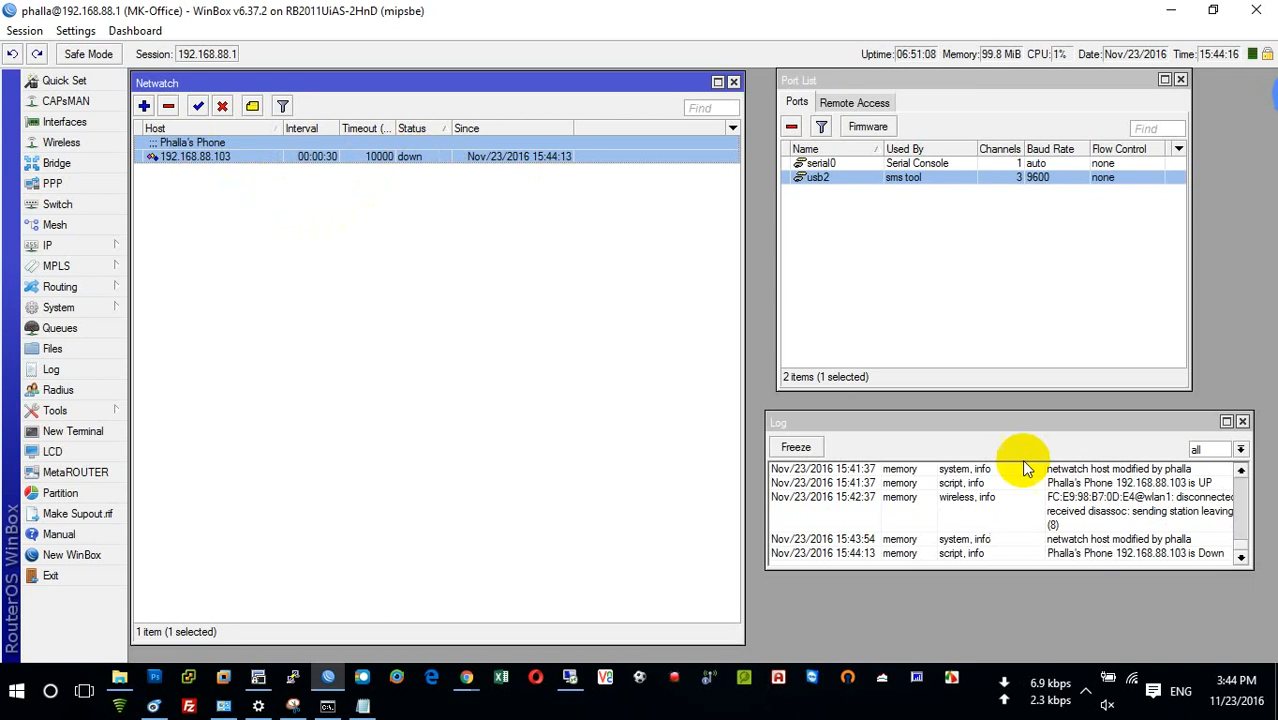 phalla@192.168.88.1 (MK-Office) - WinBox v6.37.2 on RB2011UiAS-2HnD (mipsbe)
Session Settings Dashboard
Safe Mode Session: 192.168.88.1 Uptime: 06:51:08 Memory: 99.8 MiB CPU: 1% Date: Nov/23/2016 Time: 15:44:16
Quick Set
CAPsMAN
Interfaces
Wireless
Bridge
PPP
Switch
Mesh
IP
MPLS
Routing
System
Queues
Files
Log
Radius
Tools
New Terminal
LCD
MetaROUTER
Partition
Make Supout.rif
Manual
New WinBox
Exit
RouterOS WinBox
Netwatch
Find
Host Interval Timeout (... Status Since
;;; Phalla's Phone
192.168.88.103 00:00:30 10000 down Nov/23/2016 15:44:13
1 item (1 selected)
Port List
Ports Remote Access
Firmware Find
Name Used By Channels Baud Rate Flow Control
serial0 Serial Console 1 auto none
usb2 sms tool 3 9600 none
2 items (1 selected)
Log
Freeze all
Nov/23/2016 15:41:37 memory system, info netwatch host modified by phalla
Nov/23/2016 15:41:37 memory script, info Phalla's Phone 192.168.88.103 is UP
Nov/23/2016 15:42:37 memory wireless, info FC:E9:98:B7:0D:E4@wlan1: disconnected
received disassoc: sending station leaving
(8)
Nov/23/2016 15:43:54 memory system, info netwatch host modified by phalla
Nov/23/2016 15:44:13 memory script, info Phalla's Phone 192.168.88.103 is Down
6.9 kbps
2.3 kbps
ENG
3:44 PM
11/23/2016